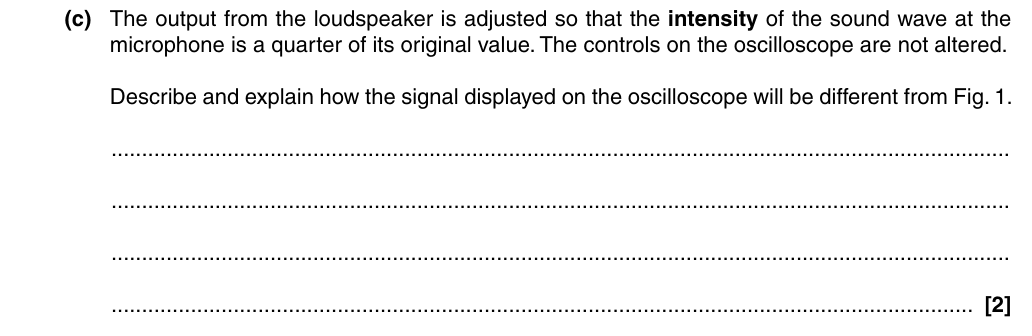 (c) The output from the loudspeaker is adjusted so that the intensity of the sound wave at the
microphone is a quarter of its original value. The controls on the oscilloscope are not altered.
Describe and explain how the signal displayed on the oscilloscope will be different from Fig. 1.
..........................................................................................
..........................................................................................
..........................................................................................
.......................................................................................... [2]